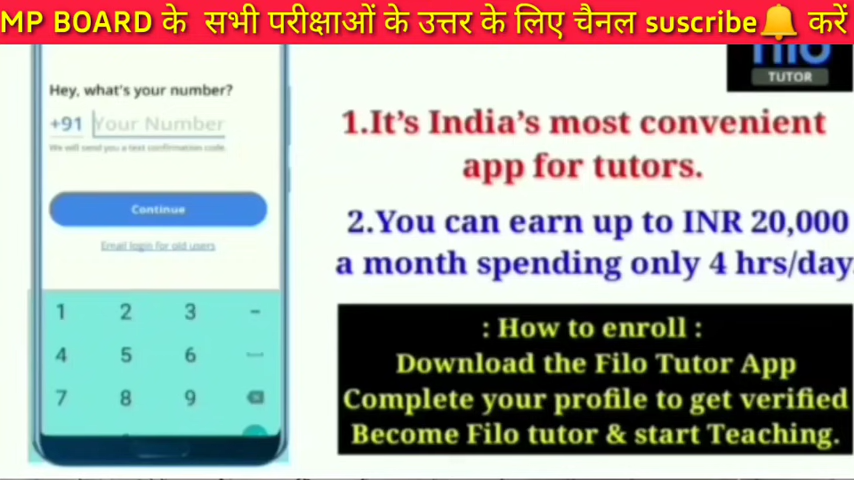 MP BOARD के सभी परीक्षाओं के उत्तर के लिए चैनल suscribe🔔 करें
TUTOR
Hey, what's your number?
+91 Your Number
We will send you a text confirmation code.
Continue
Email login for old users
1 2 3 -
4 5 6
7 8 9
1.It's India's most convenient
app for tutors.
2.You can earn up to INR 20,000
a month spending only 4 hrs/day
: How to enroll :
Download the Filo Tutor App
Complete your profile to get verified
Become Filo tutor & start Teaching.